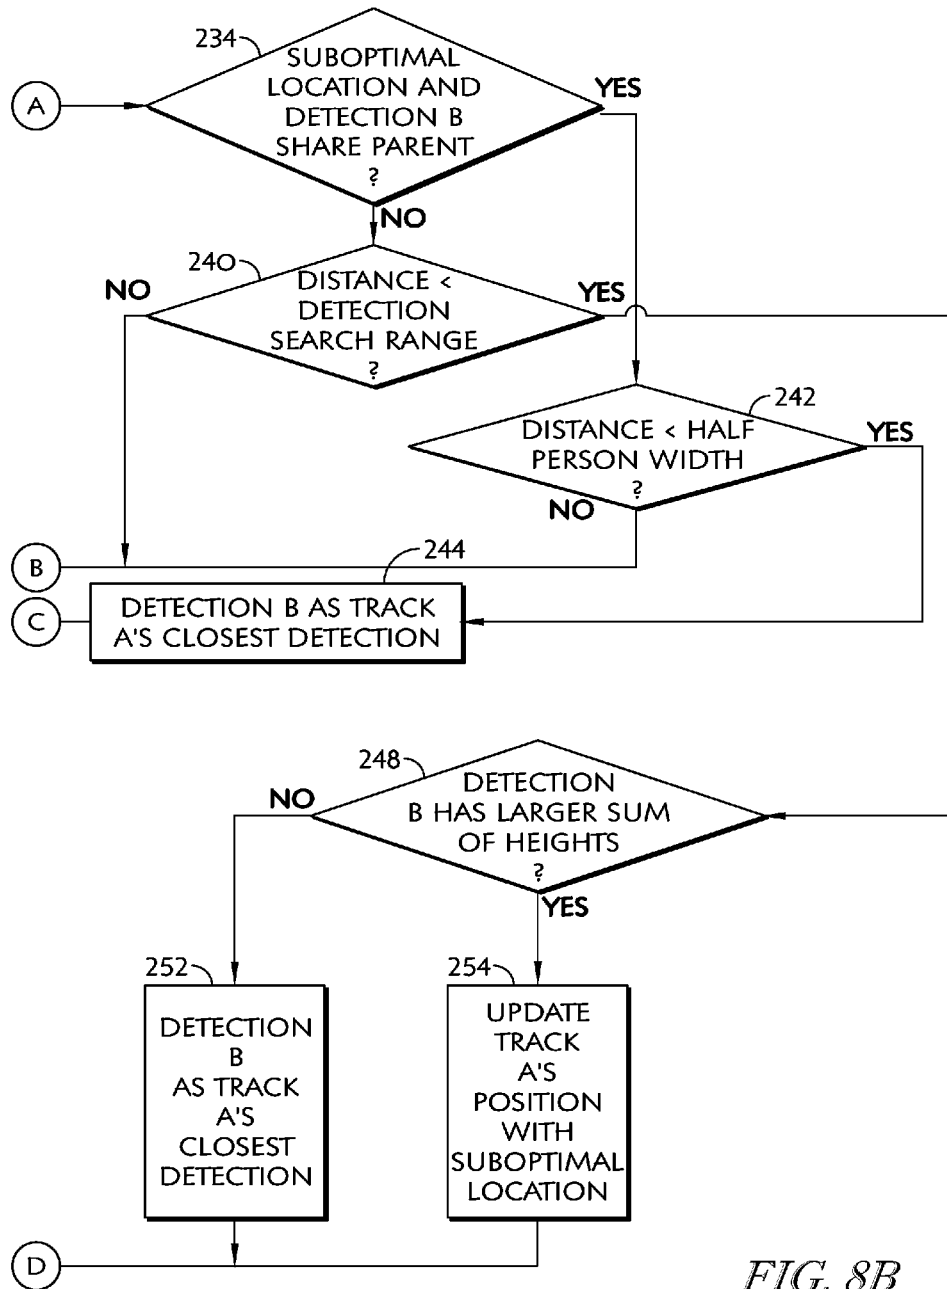 234
SUBOPTIMAL
LOCATION AND
DETECTION B
SHARE PARENT
?
YES
A
NO
240
DISTANCE <
DETECTION
SEARCH RANGE
?
NO
YES
242
DISTANCE < HALF
PERSON WIDTH
?
YES
NO
B
244
C
DETECTION B AS TRACK
A'S CLOSEST DETECTION
248
DETECTION
B HAS LARGER SUM
OF HEIGHTS
?
NO
YES
252
DETECTION
B
AS TRACK
A'S
CLOSEST
DETECTION
254
UPDATE
TRACK
A'S
POSITION
WITH
SUBOPTIMAL
LOCATION
D
FIG. 8B